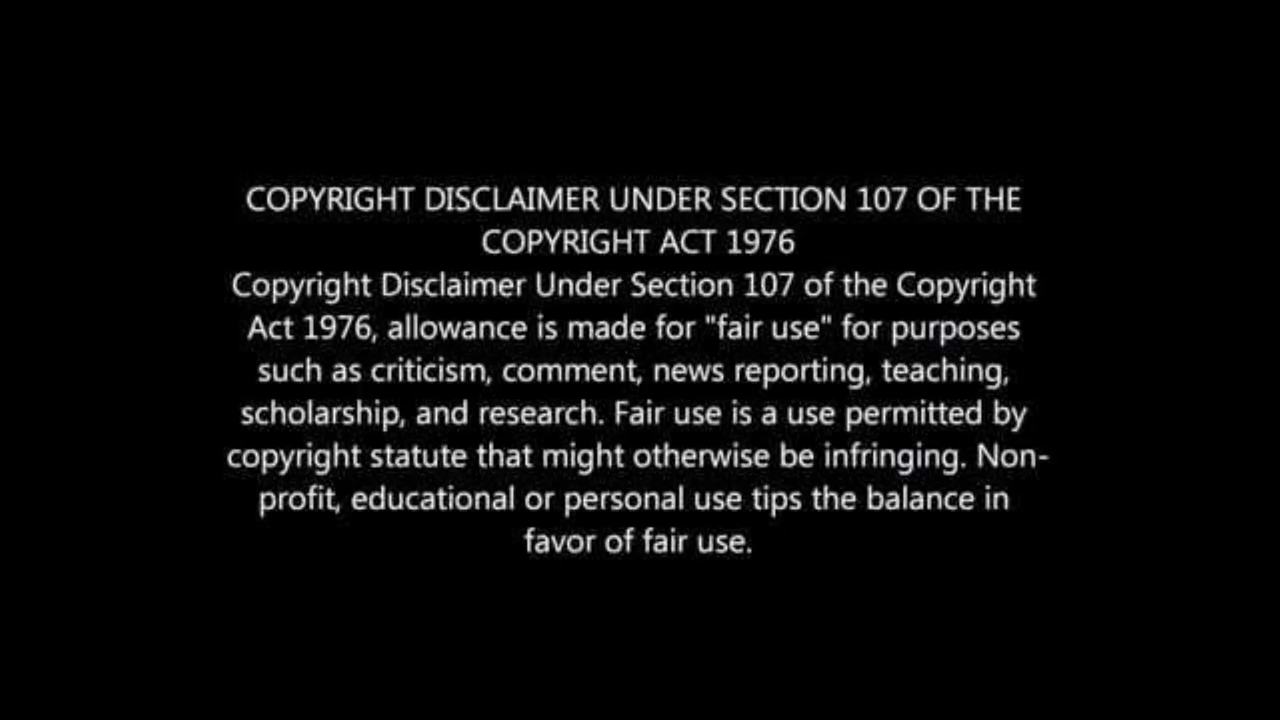 COPYRIGHT DISCLAIMER UNDER SECTION 107 OF THE
COPYRIGHT ACT 1976
Copyright Disclaimer Under Section 107 of the Copyright
Act 1976, allowance is made for "fair use" for purposes
such as criticism, comment, news reporting, teaching,
scholarship, and research. Fair use is a use permitted by
copyright statute that might otherwise be infringing. Non-
profit, educational or personal use tips the balance in
favor of fair use.